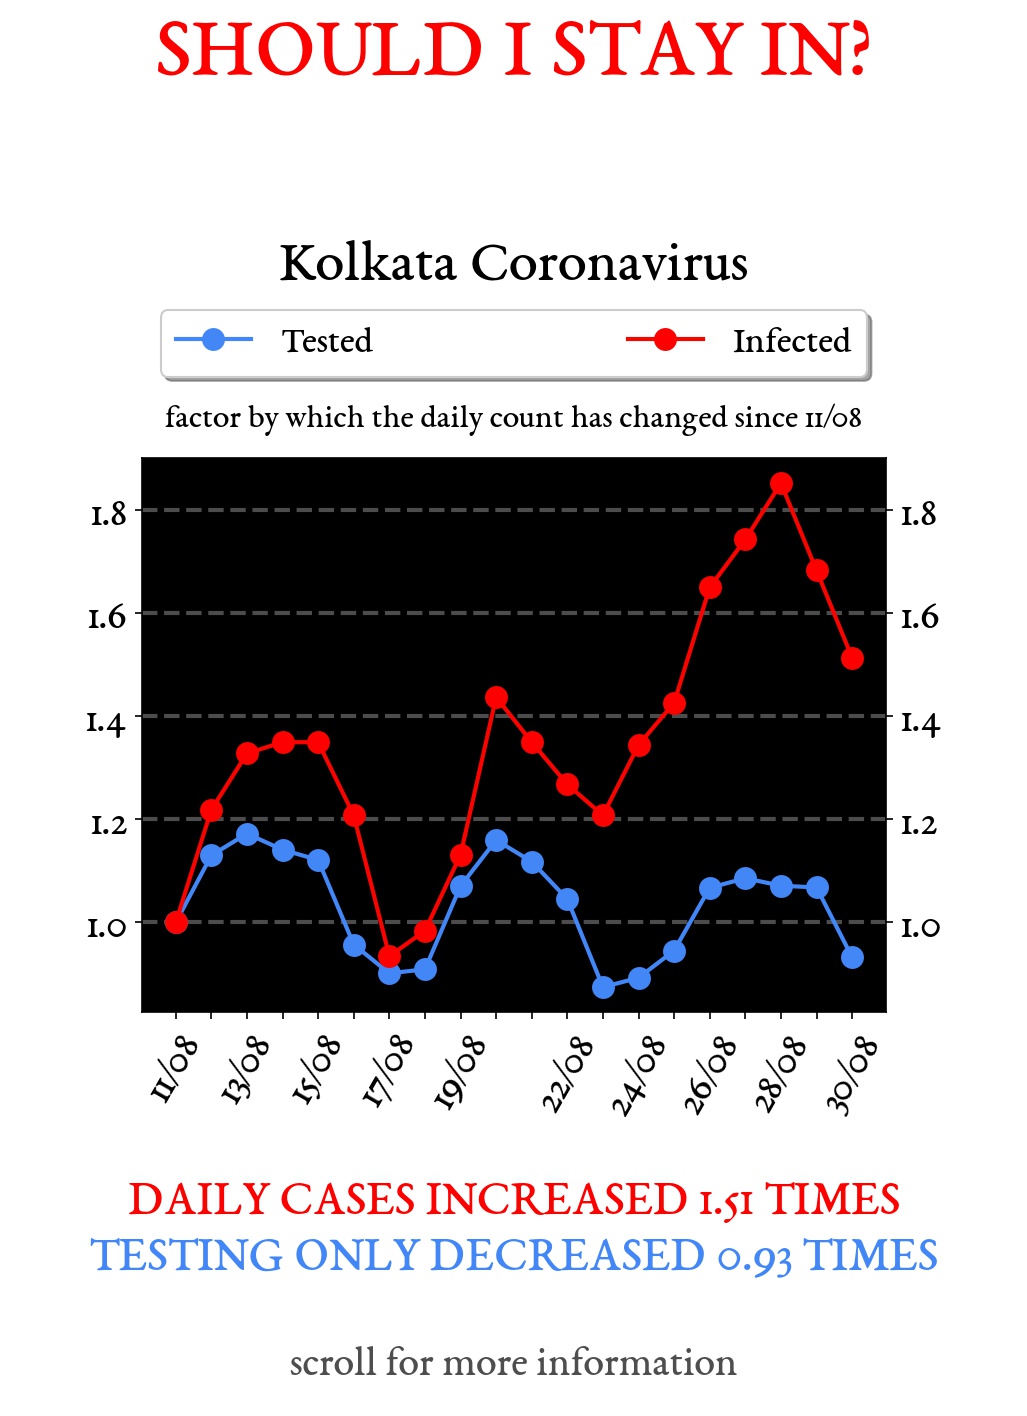 SHOULD I STAY IN?
Kolkata Coronavirus
Tested Infected
factor by which the daily count has changed since 11/08
1.8 1.8
1.6 1.6
1.4 1.4
1.2 1.2
1.0 1.0
11/08 13/08 15/08 17/08 19/08 22/08 24/08 26/08 28/08 30/08
DAILY CASES INCREASED 1.51 TIMES
TESTING ONLY DECREASED 0.93 TIMES
scroll for more information